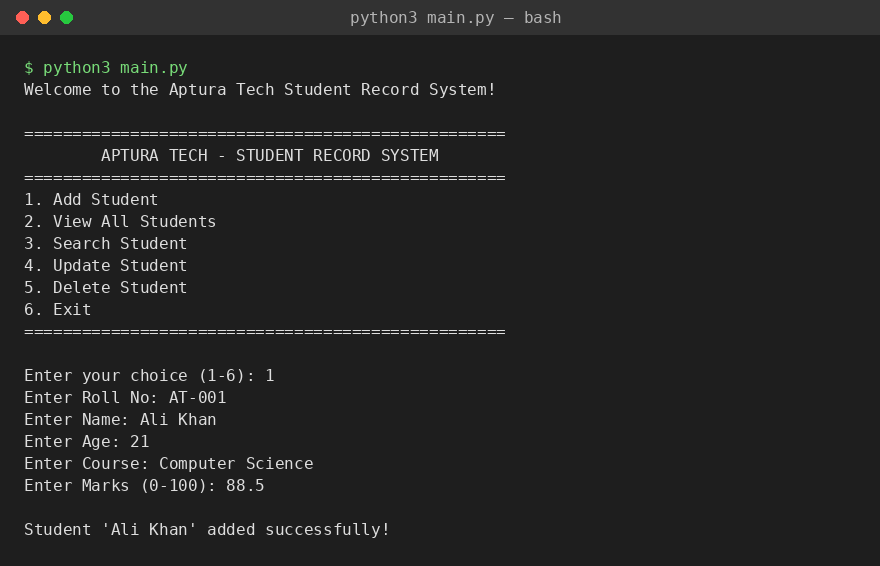 python3 main.py — bash
$ python3 main.py
Welcome to the Aptura Tech Student Record System!
==================================================
APTURA TECH - STUDENT RECORD SYSTEM
==================================================
1. Add Student
2. View All Students
3. Search Student
4. Update Student
5. Delete Student
6. Exit
==================================================
Enter your choice (1-6): 1
Enter Roll No: AT-001
Enter Name: Ali Khan
Enter Age: 21
Enter Course: Computer Science
Enter Marks (0-100): 88.5
Student 'Ali Khan' added successfully!